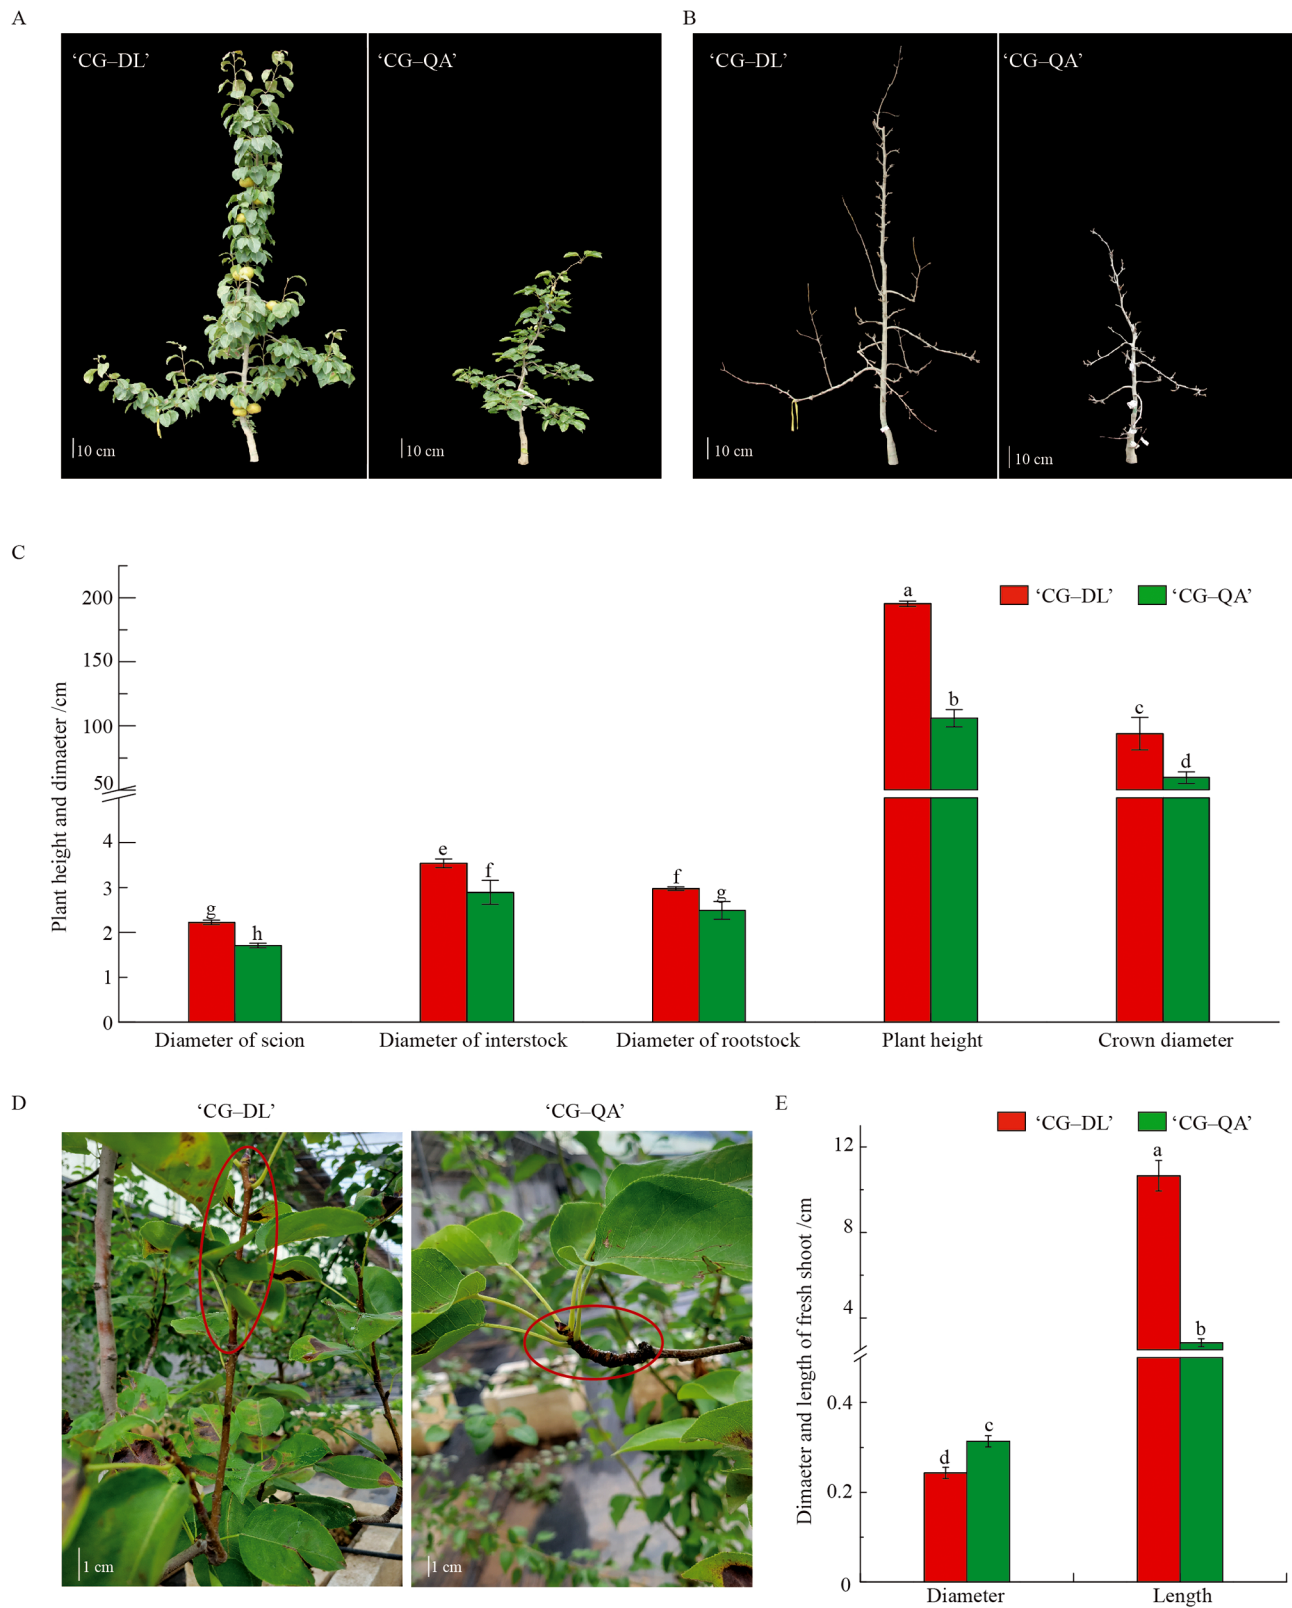 A
B
‘CG–DL’
‘CG–QA’
‘CG–DL’
‘CG–QA’
10 cm
10 cm
10 cm
10 cm
C
Plant height and dimaeter /cm
200
150
100
50
4
3
2
1
0
‘CG–DL’
‘CG–QA’
g
h
e
f
f
g
a
b
c
d
Diameter of scion
Diameter of interstock
Diameter of rootstock
Plant height
Crown diameter
D
‘CG–DL’
‘CG–QA’
1 cm
1 cm
E
‘CG–DL’
‘CG–QA’
Dimaeter and length of fresh shoot /cm
12
8
4
0.4
0.2
0
d
c
a
b
Diameter
Length